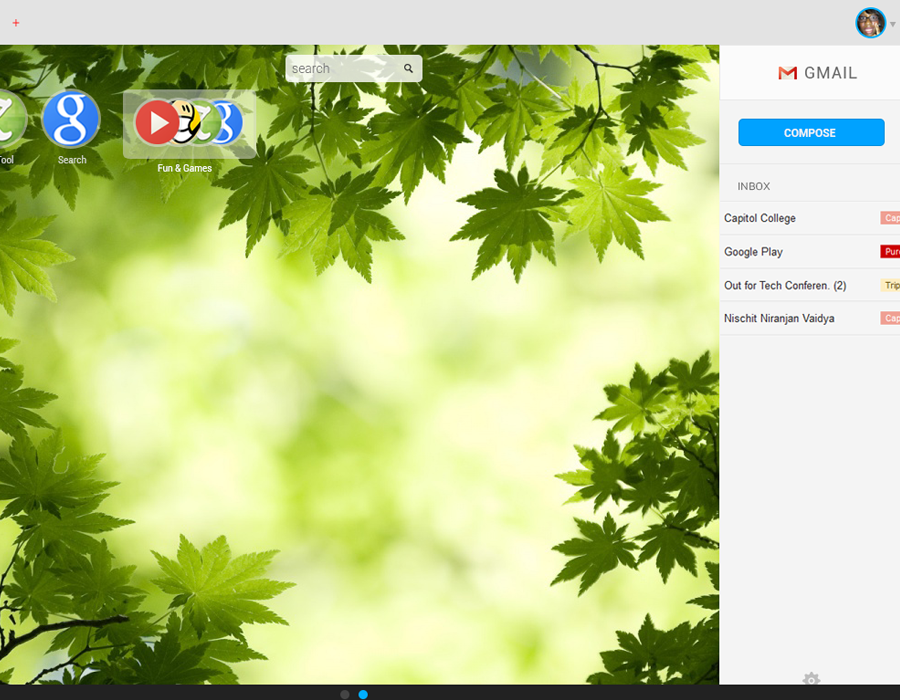 +
search
GMAIL
ool
Search
Fun & Games
COMPOSE
INBOX
Capitol College Cap
Google Play Pur
Out for Tech Conferen. (2) Trip
Nischit Niranjan Vaidya Cap